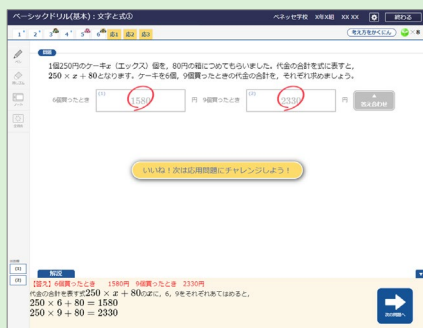 ベーシックドリル(基本):文字と式①
ベネッセ学校 X年X組 XX XX
終わる
1 2 3 4 5 6 応1 応2 応3
考え方をかくにん
問題
1個250円のケーキx(エックス)個を,80円の箱につめてもらいました。代金の合計を式に表すと,
250 × x + 80となります。ケーキを6個,9個買ったときの代金の合計を,それぞれ求めましょう。
6個買ったとき [1] 1580 円 9個買ったとき [2] 2330 円
答え合わせ
いいね!次は応用問題にチャレンジしよう!
解説
[1]
[2]
【答え】6個買ったとき 1580円 9個買ったとき 2330円
代金の合計を表す式250 × x + 80のxに,6,9をそれぞれあてはめると,
250 × 6 + 80 = 1580
250 × 9 + 80 = 2330
次の問題へ